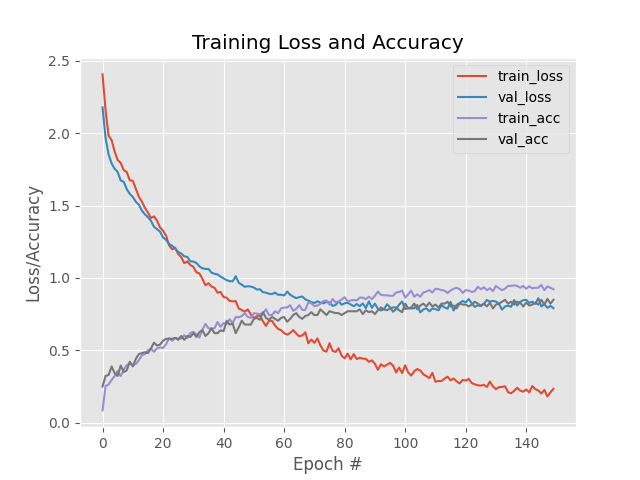 Training Loss and Accuracy
2.5
2.0
1.5
1.0
0.5
0.0
Loss/Accuracy
train_loss
val_loss
train_acc
val_acc
0 20 40 60 80 100 120 140
Epoch #